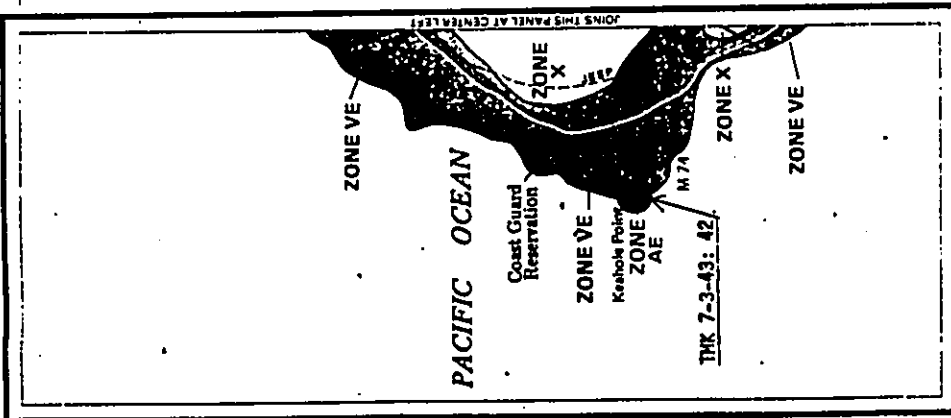 JOINS THIS PANEL AT CENTER LEFT
ZONE VE
PACIFIC OCEAN
ZONE
X
Coast Guard
Reservation
ZONE VE
Keahole Point
ZONE
AE
M 74
ZONE X
ZONE VE
TMK 7-3-43: 42